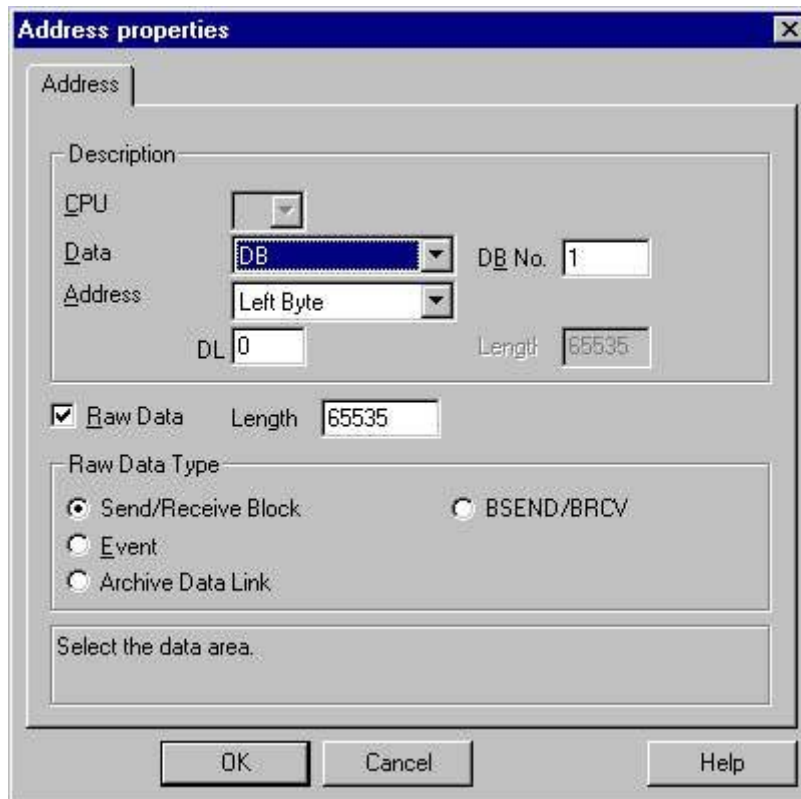 Address properties
Address
Description
CPU
Data DB DB No. 1
Address Left Byte
DL 0 Length 65535
Raw Data Length 65535
Raw Data Type
Send/Receive Block BSEND/BRCV
Event
Archive Data Link
Select the data area.
OK Cancel Help